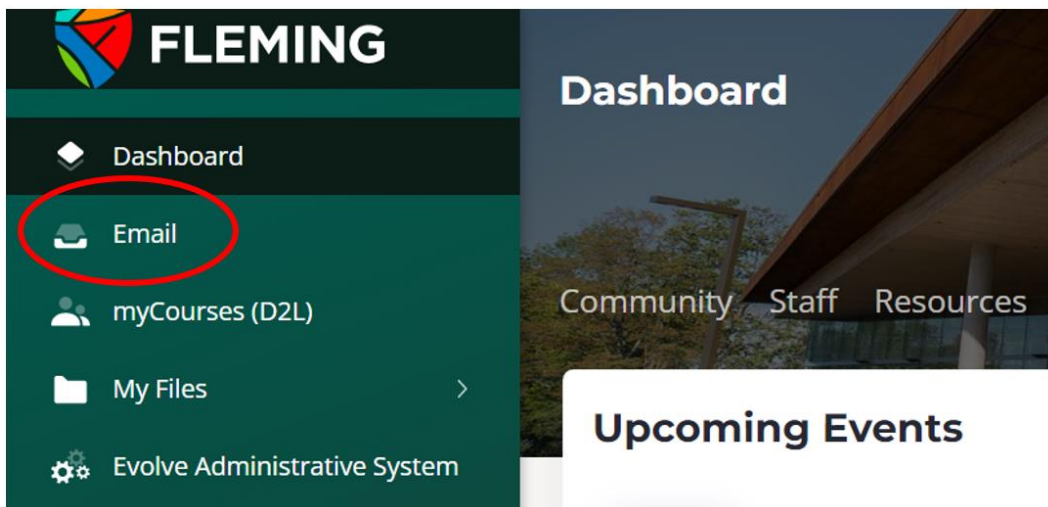 FLEMING
Dashboard
Email
myCourses (D2L)
My Files
Evolve Administrative System
Dashboard
Community Staff Resources
Upcoming Events